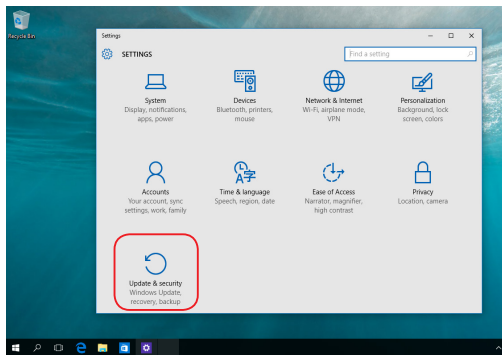 Recycle Bin
Settings
SETTINGS
Find a setting
System
Display, notifications,
apps, power
Devices
Bluetooth, printers,
mouse
Network & Internet
Wi-Fi, airplane mode,
VPN
Personalization
Background, lock
screen, colors
Accounts
Your account, sync
settings, work, family
Time & language
Speech, region, date
Ease of Access
Narrator, magnifier,
high contrast
Privacy
Location, camera
Update & security
Windows Update,
recovery, backup